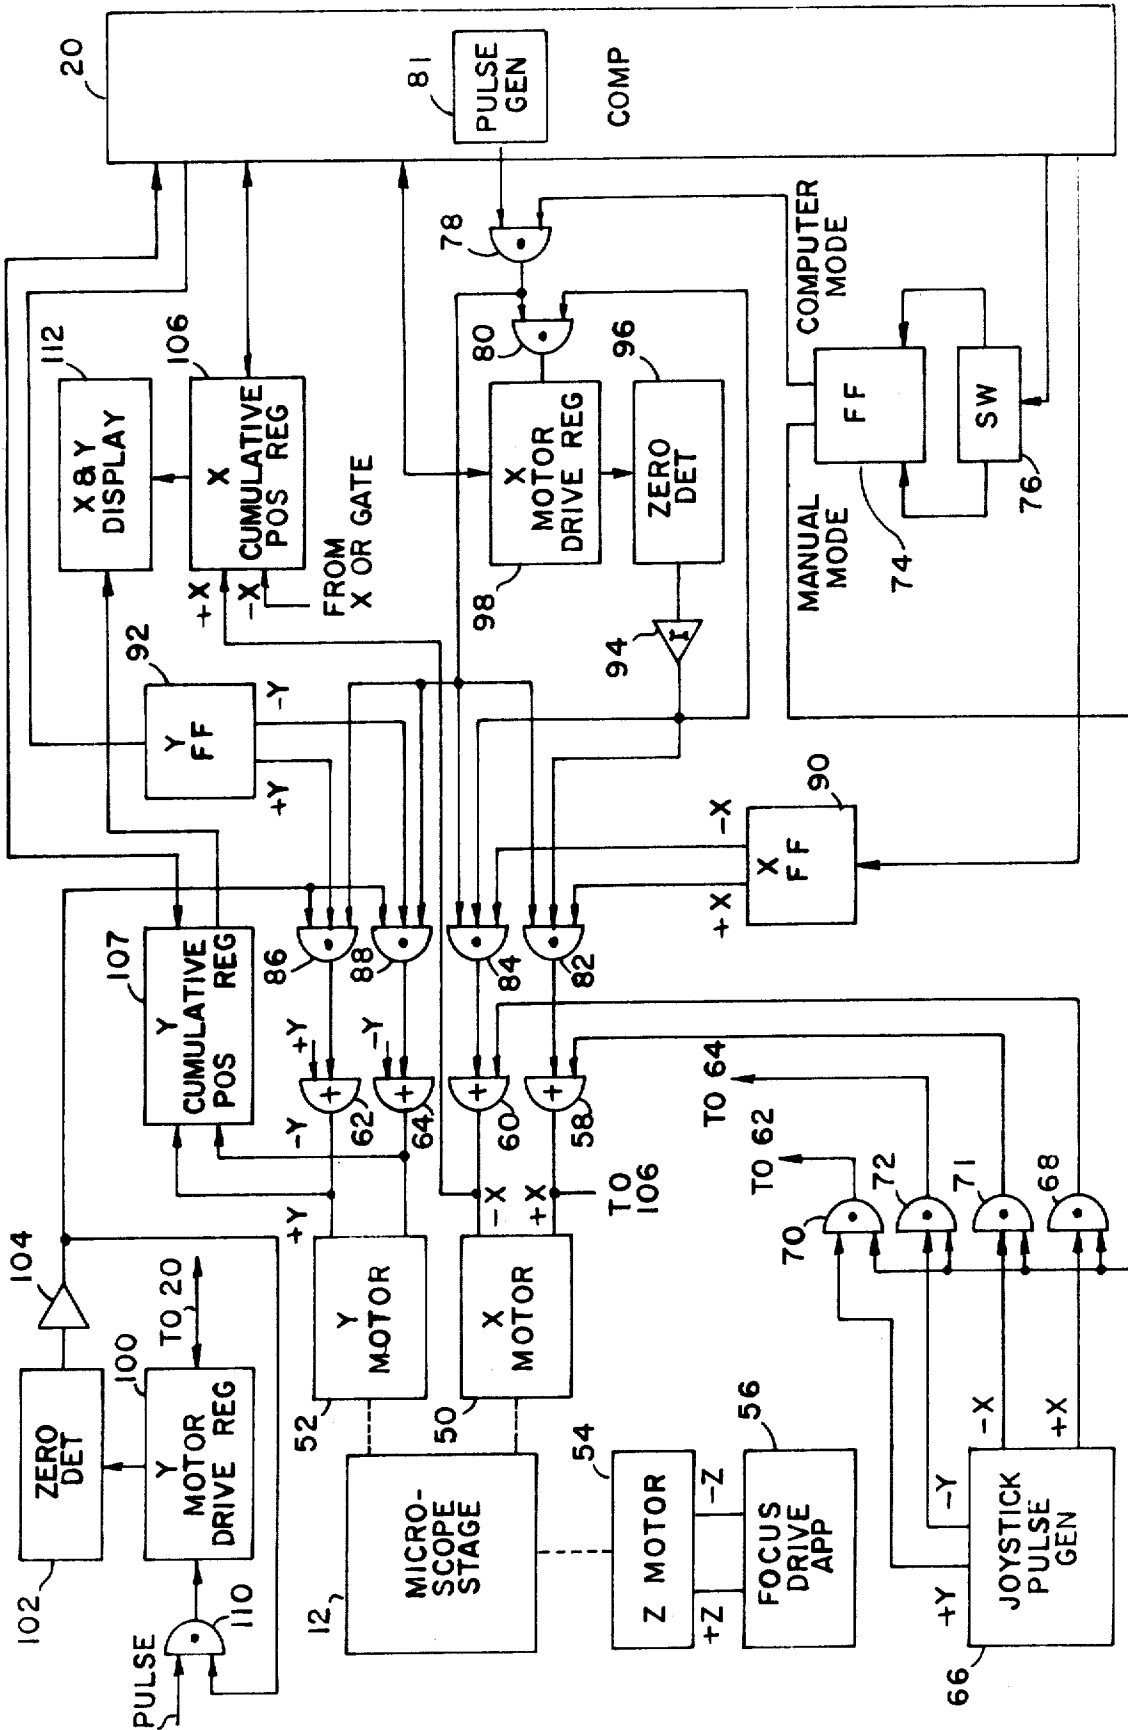 PULSE
110
102
ZERO
DET
104
100
Y
MOTOR
DRIVE REG
TO 20
107
Y
CUMULATIVE
POS REG
92
Y
FF
+Y
-Y
112
X & Y
DISPLAY
106
X
CUMULATIVE
POS REG
+X
-X
FROM
X OR GATE
20
81
PULSE
GEN
COMP
12
MICRO-
SCOPE
STAGE
52
Y
MOTOR
+Y
-Y
50
X
MOTOR
-X
+X
TO
106
+Y
62
+
-Y
64
+
60
+
58
+
86
88
84
82
78
80
98
X
MOTOR
DRIVE REG
96
ZERO
DET
94
I
54
Z MOTOR
+Z
-Z
56
FOCUS
DRIVE
APP
66
JOYSTICK
PULSE
GEN
+Y
-Y
-X
+X
70
72
71
68
TO 62
TO 64
90
X
FF
+X
-X
MANUAL
MODE
COMPUTER
MODE
74
FF
76
SW